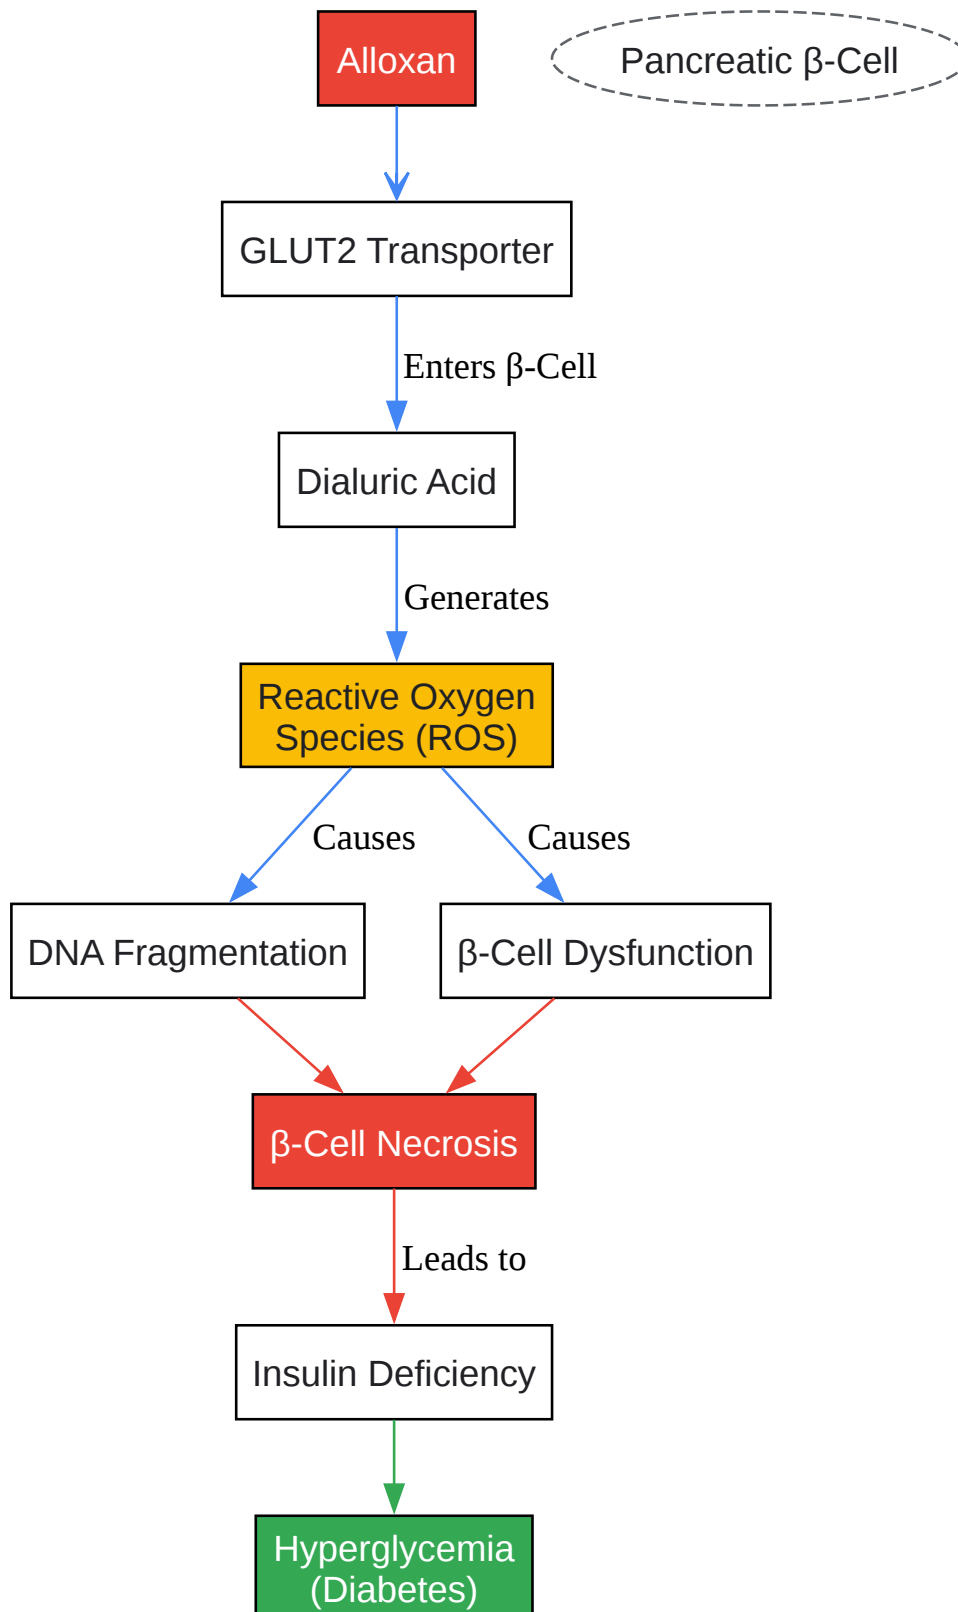 Alloxan
Pancreatic β-Cell
GLUT2 Transporter
Enters β-Cell
Dialuric Acid
Generates
Reactive Oxygen
Species (ROS)
Causes
Causes
DNA Fragmentation
β-Cell Dysfunction
β-Cell Necrosis
Leads to
Insulin Deficiency
Hyperglycemia
(Diabetes)